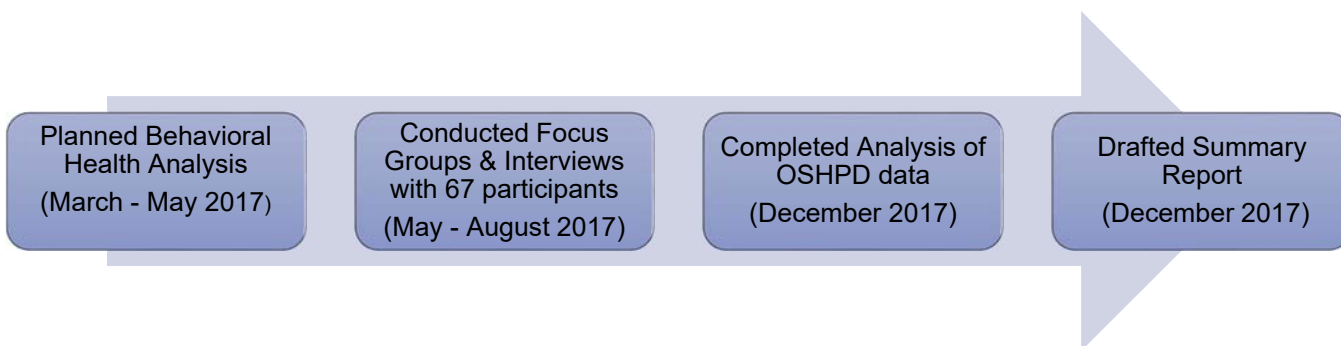 Planned Behavioral
Health Analysis
(March - May 2017)
Conducted Focus
Groups & Interviews
with 67 participants
(May - August 2017)
Completed Analysis of
OSHPD data
(December 2017)
Drafted Summary
Report
(December 2017)